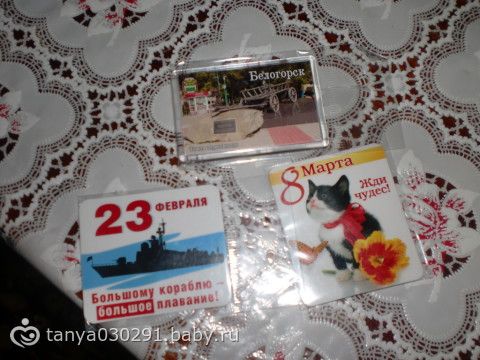 Белогорск
23 ФЕВРАЛЯ
Большому кораблю –
большое плавание!
8 Марта
Жди
чудес!
tanya030291.baby.ru